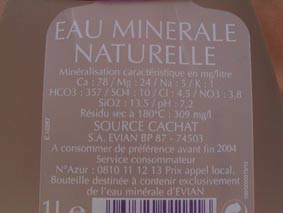 EAU MINERALE
NATURELLE
Minéralisation caractéristique en mg/litre
Ca : 78 / Mg : 24 / Na : 5 / K : 1
HCO3 : 357 / SO4 : 10 / Cl : 4,5 / NO3 : 3,8
SiO2 : 13,5 / pH : 7,2
Résidu sec à 180°C : 309 mg/l
SOURCE CACHAT
S.A. EVIAN BP 87 - 74503
A consommer de préférence avant fin 2004
Service consommateur
N°Azur : 0810 11 12 13 Prix appel local.
Bouteille destinée à contenir exclusivement
de l'eau minérale d'EVIAN
1L e